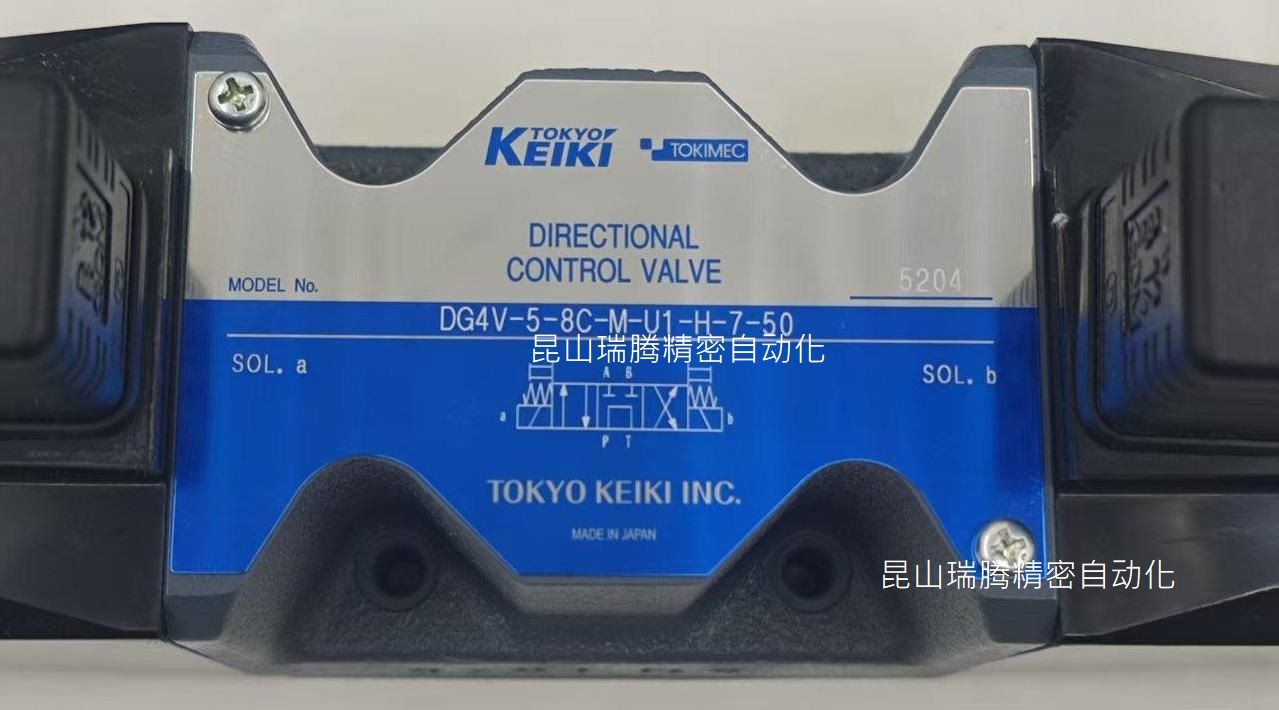 TOKYO
KEIKI
TOKIMEC
DIRECTIONAL
CONTROL VALVE
MODEL No.
5204
DG4V-5-8C-M-U1-H-7-50
昆山瑞腾精密自动化
SOL. a
SOL. b
A B
a
b
P T
TOKYO KEIKI INC.
MADE IN JAPAN
昆山瑞腾精密自动化